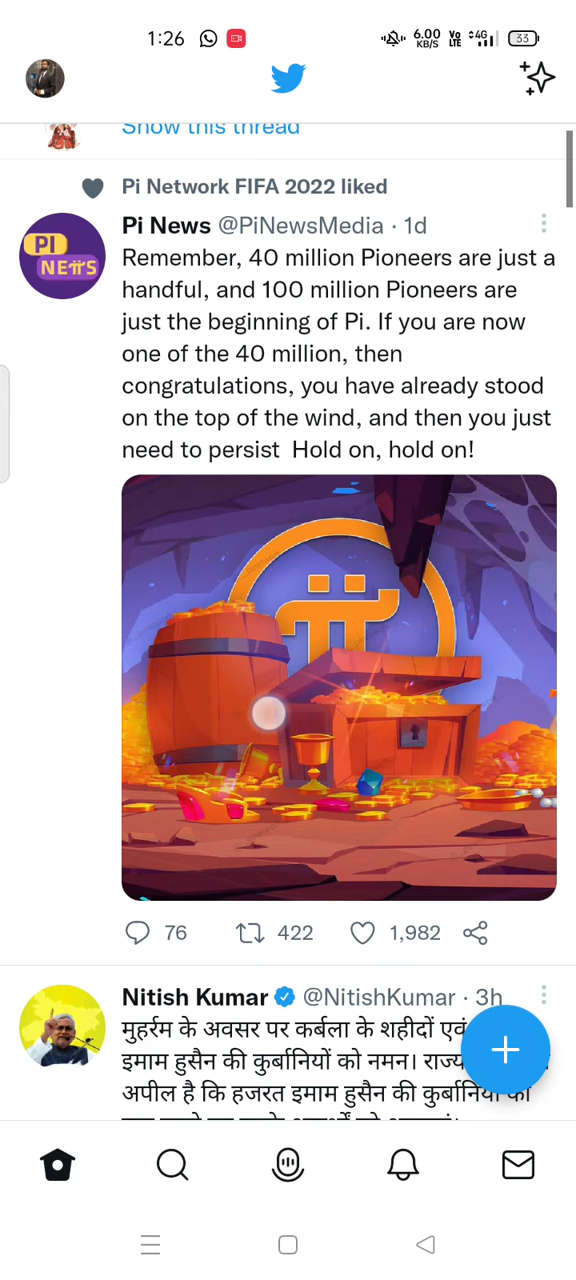 1:26
6.00
KB/S
Vo
LTE
4G
33
Show this thread
Pi Network FIFA 2022 liked
Pi News @PiNewsMedia · 1d
PI
NEWS
Remember, 40 million Pioneers are just a
handful, and 100 million Pioneers are
just the beginning of Pi. If you are now
one of the 40 million, then
congratulations, you have already stood
on the top of the wind, and then you just
need to persist Hold on, hold on!
76
422
1,982
Nitish Kumar @NitishKumar · 3h
मुहर्रम के अवसर पर कर्बला के शहीदों एवं
इमाम हुसैन की कुर्बानियों को नमन। राज्य
अपील है कि हजरत इमाम हुसैन की कुर्बानियों को